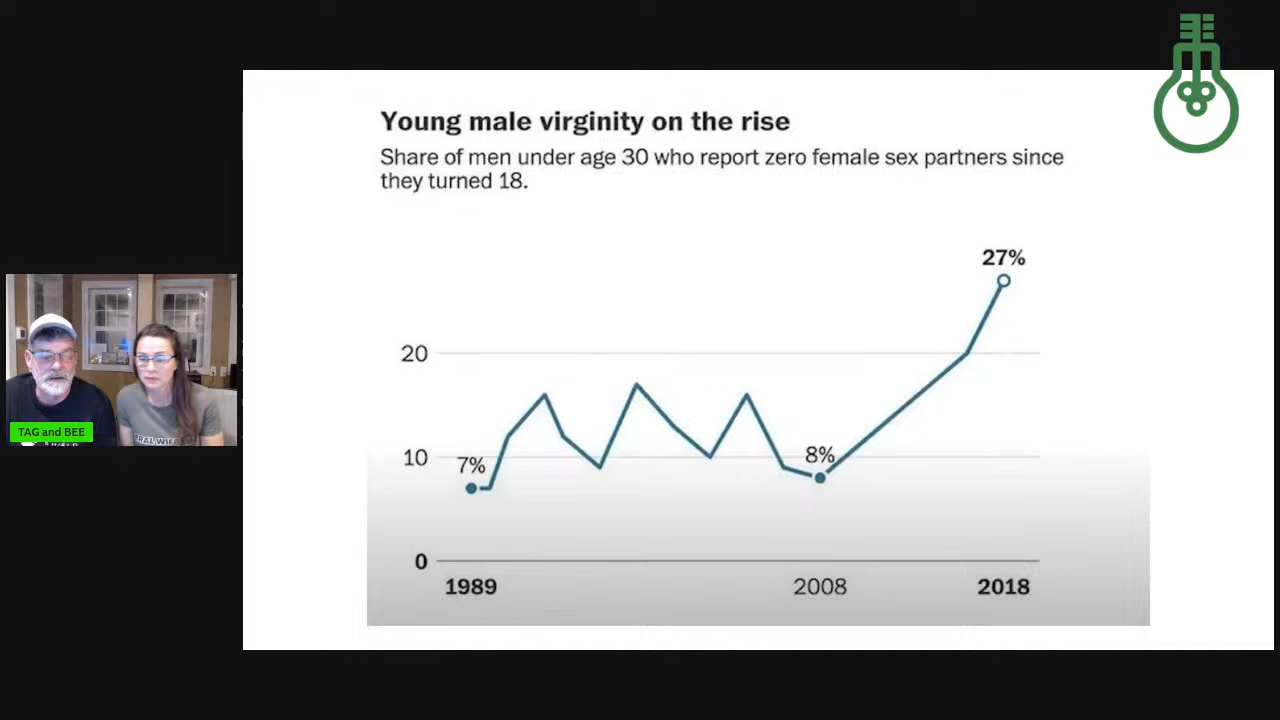 Young male virginity on the rise
Share of men under age 30 who report zero female sex partners since
they turned 18.
27%
20
10
7%
8%
0
1989
2008
2018
TAG and BEE